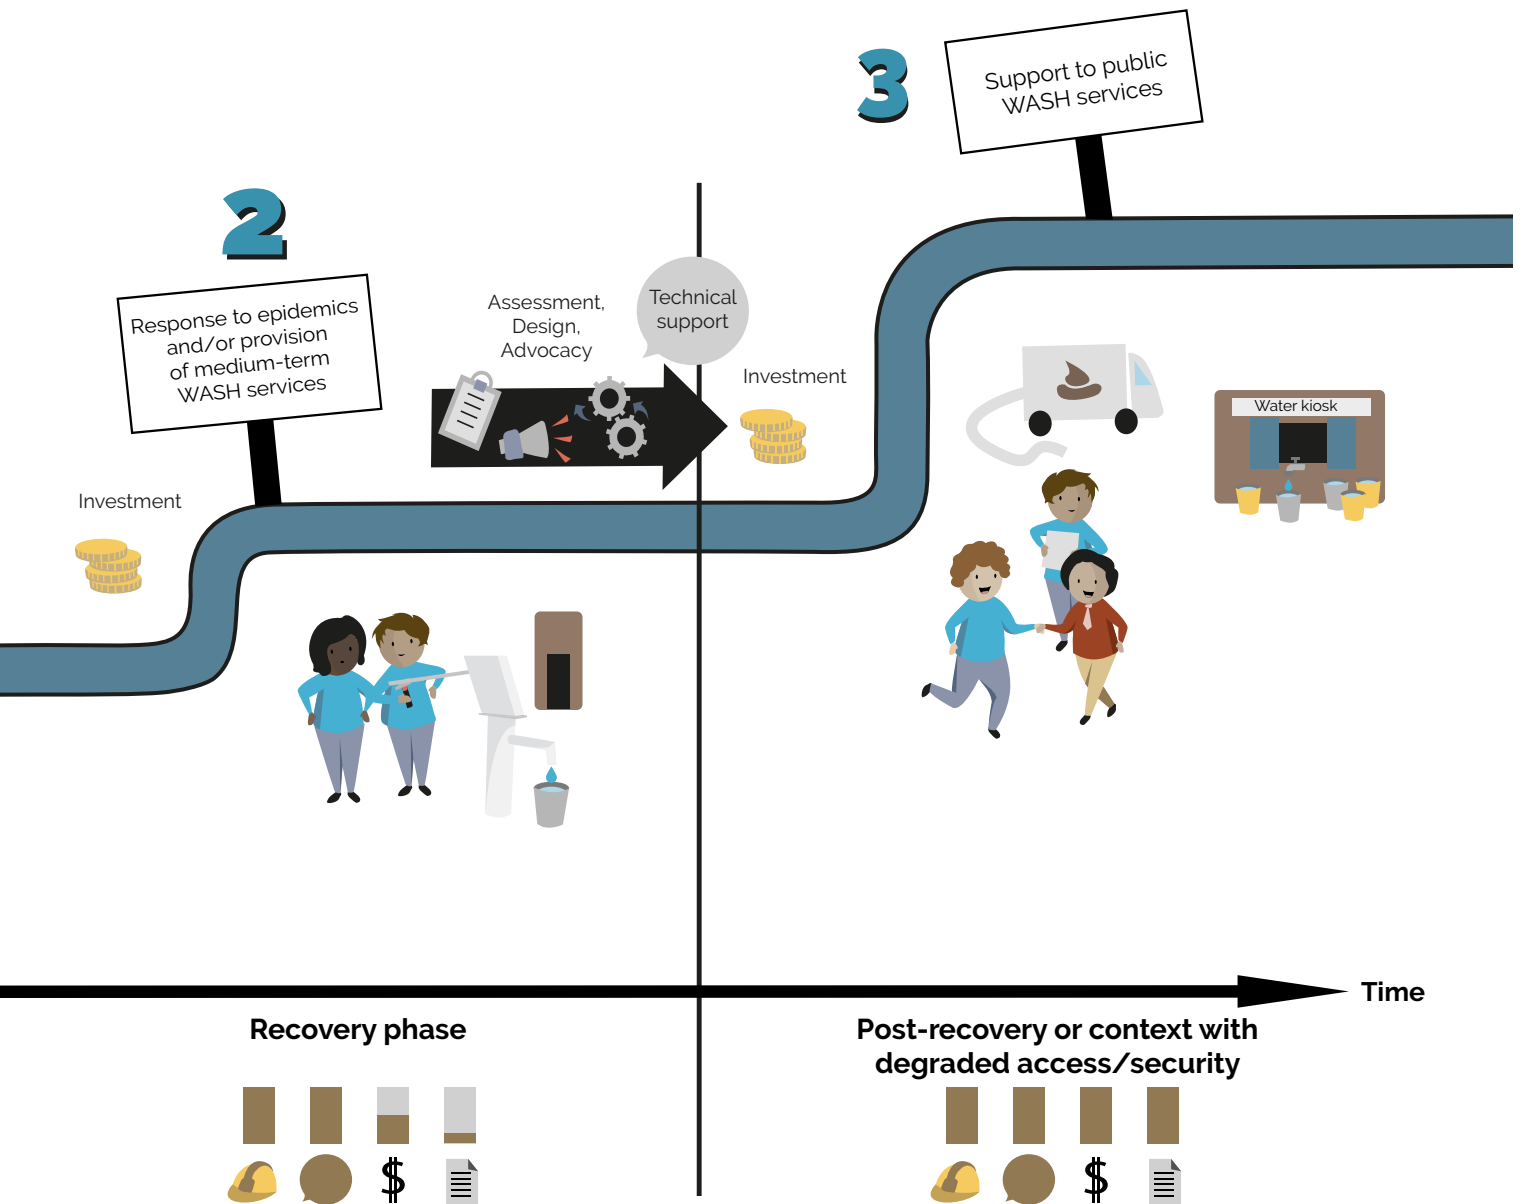 3
Support to public
WASH services
2
Response to epidemics
and/or provision
of medium-term
WASH services
Assessment,
Design,
Advocacy
Technical
support
Investment
Investment
Water kiosk
Time
Recovery phase
Post-recovery or context with
degraded access/security
$
$